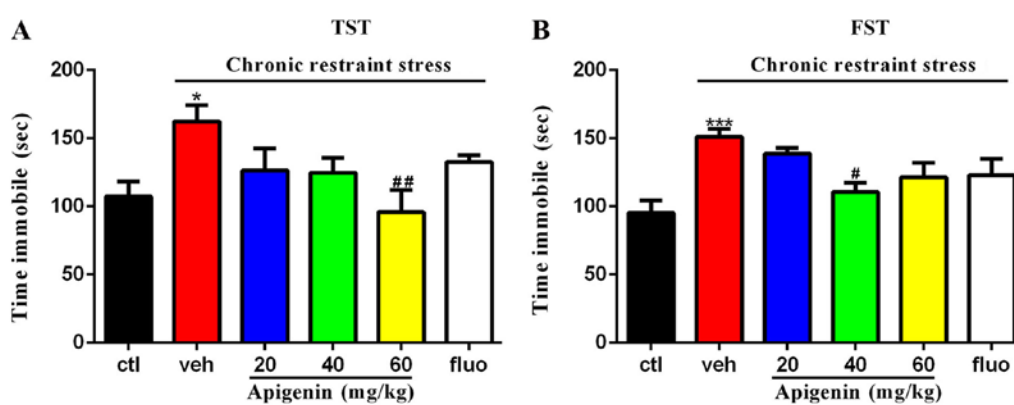 A
TST
Chronic restraint stress
200
150
100
50
0
Time immobile (sec)
*
##
ctl veh 20 40 60 fluo
Apigenin (mg/kg)
B
FST
Chronic restraint stress
200
150
100
50
0
Time immobile (sec)
***
#
ctl veh 20 40 60 fluo
Apigenin (mg/kg)